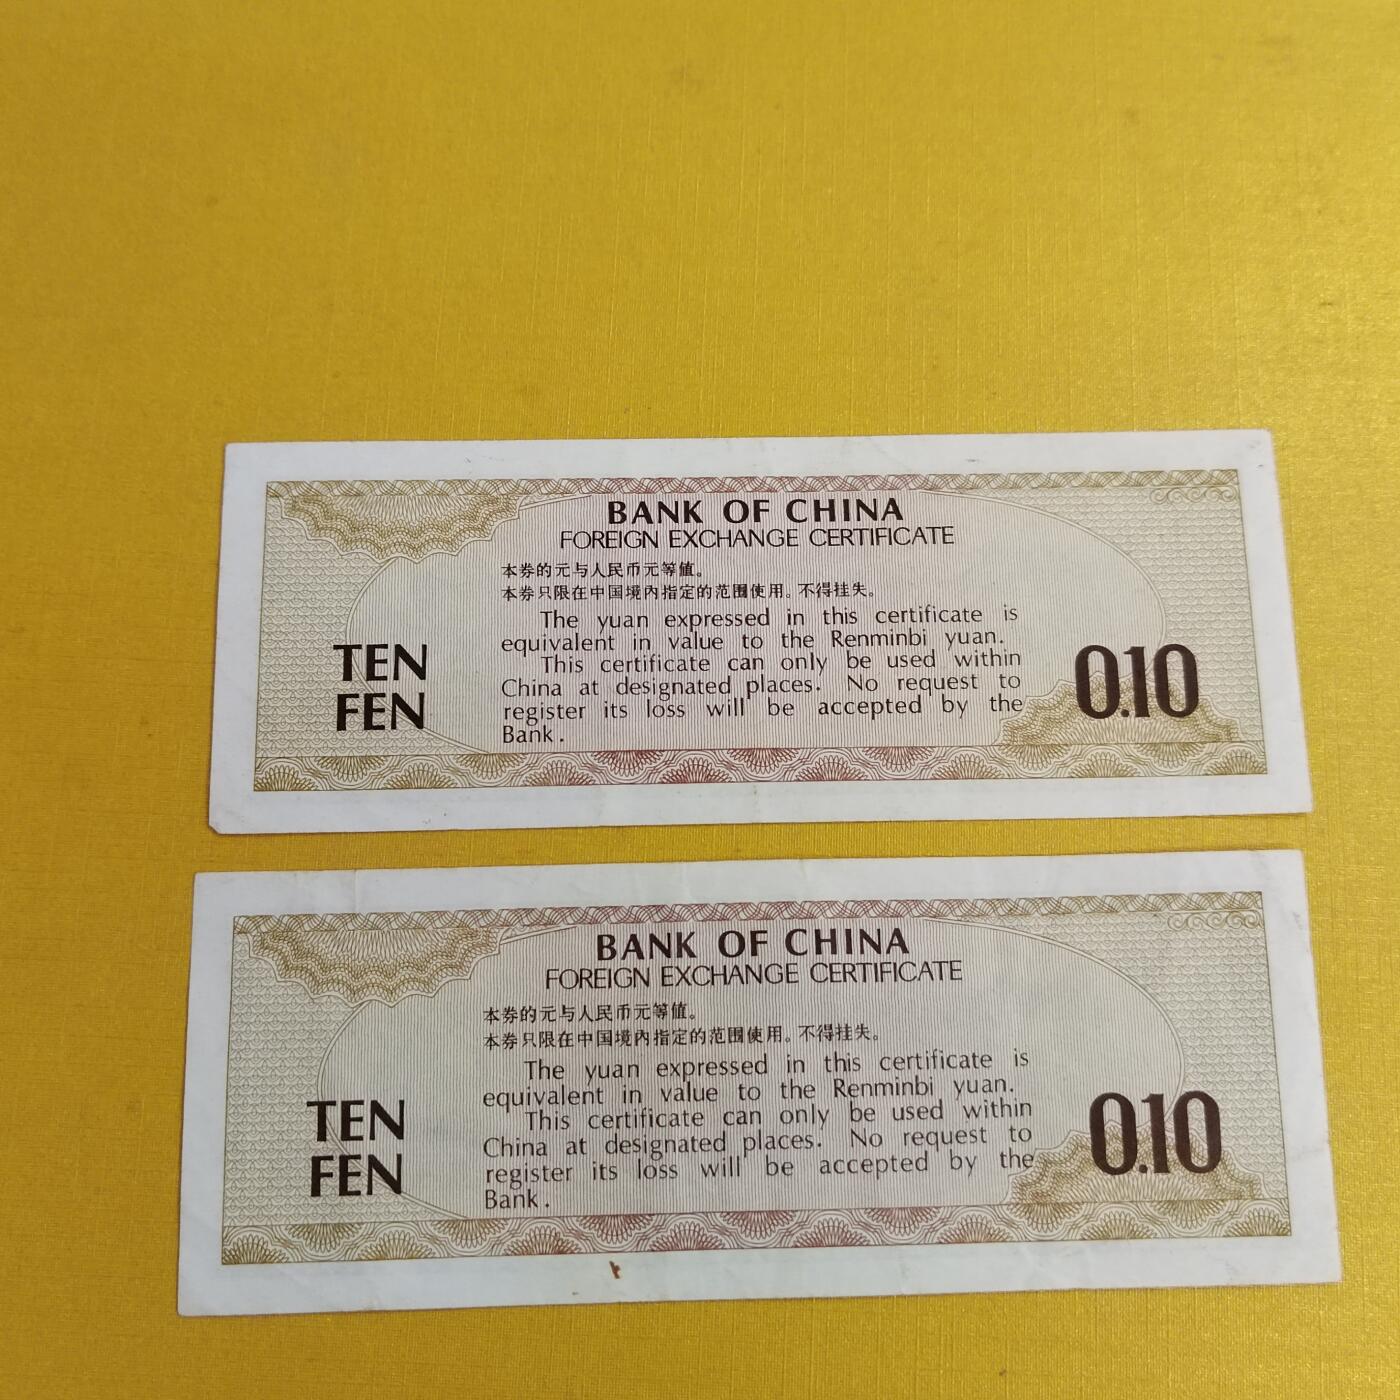 BANK OF CHINA
FOREIGN EXCHANGE CERTIFICATE
本券的元与人民币元等值。
本券只限在中国境内指定的范围使用。不得挂失。
The yuan expressed in this certificate is
equivalent in value to the Renminbi yuan.
This certificate can only be used within
China at designated places. No request to
register its loss will be accepted by the
Bank.
TEN
FEN
0.10
BANK OF CHINA
FOREIGN EXCHANGE CERTIFICATE
本券的元与人民币元等值。
本券只限在中国境内指定的范围使用。不得挂失。
The yuan expressed in this certificate is
equivalent in value to the Renminbi yuan.
This certificate can only be used within
China at designated places. No request to
register its loss will be accepted by the
Bank.
TEN
FEN
0.10